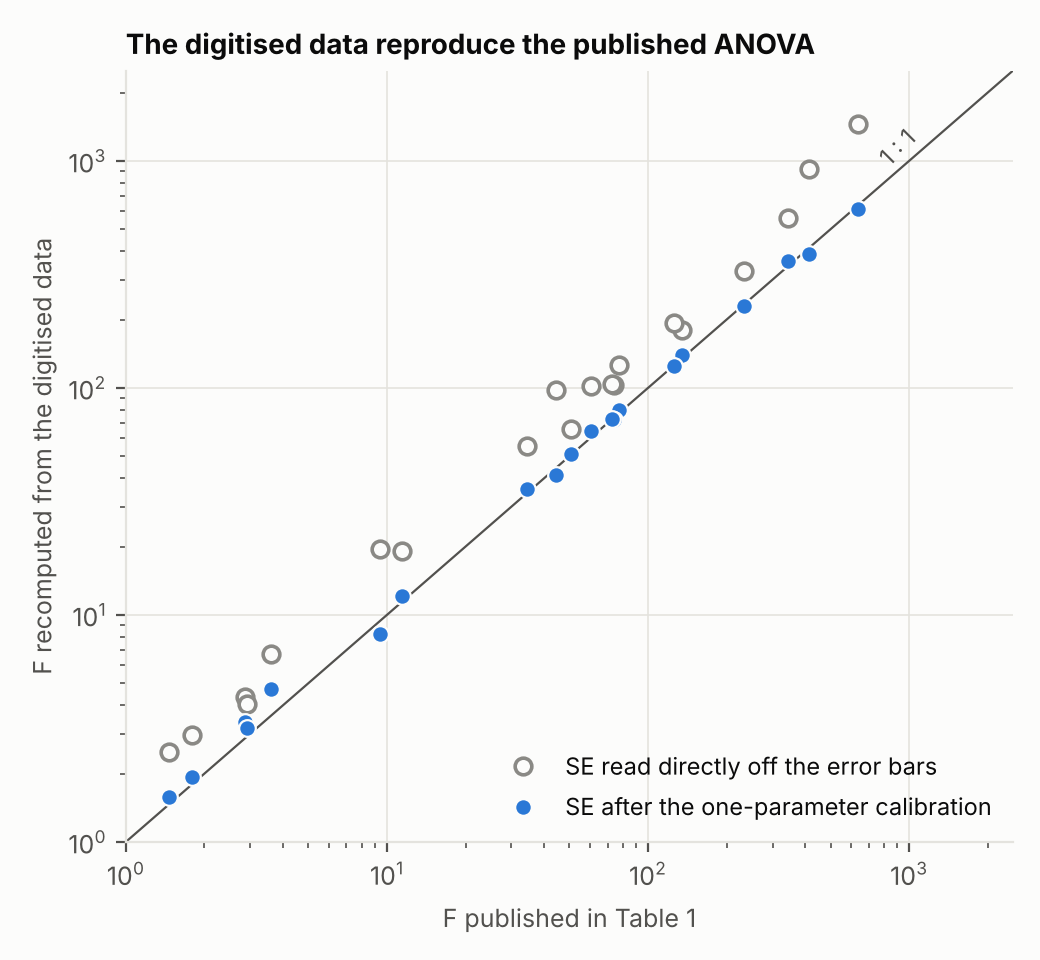 The digitised data reproduce the published ANOVA
F recomputed from the digitised data
10³
10²
10¹
10⁰
1:1
SE read directly off the error bars
SE after the one-parameter calibration
10⁰ 10¹ 10² 10³
F published in Table 1